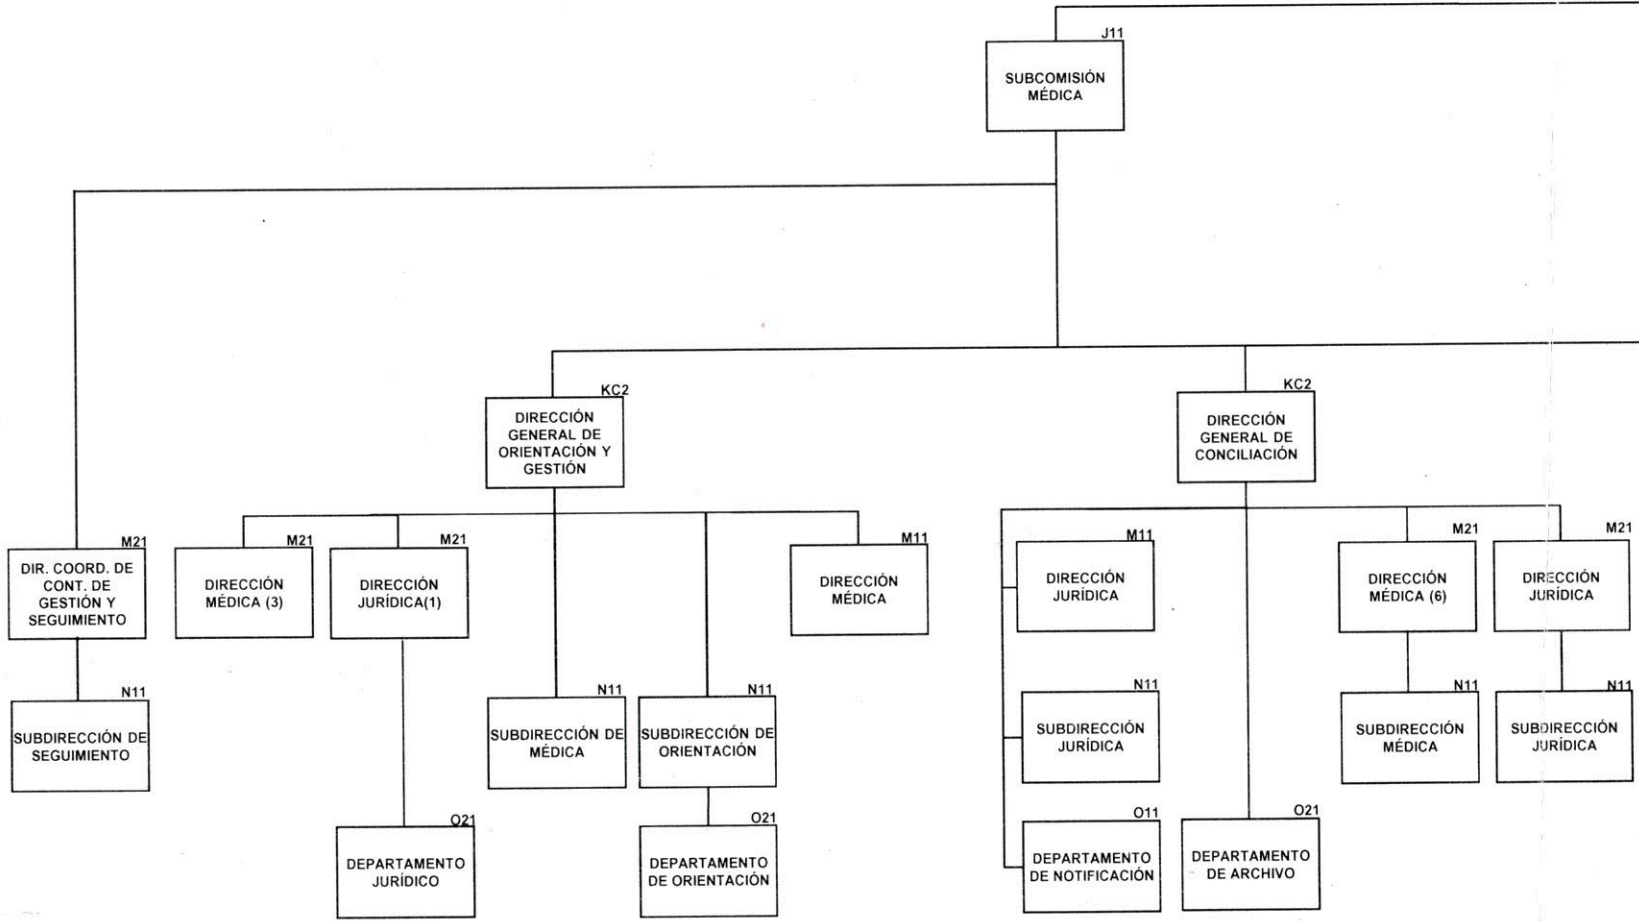 J11
SUBCOMISIÓN
MÉDICA
KC2
DIRECCIÓN
GENERAL DE
ORIENTACIÓN Y
GESTIÓN
KC2
DIRECCIÓN
GENERAL DE
CONCILIACIÓN
M21
DIR. COORD. DE
CONT. DE
GESTIÓN Y
SEGUIMIENTO
M21
DIRECCIÓN
MÉDICA (3)
M21
DIRECCIÓN
JURÍDICA(1)
M11
DIRECCIÓN
MÉDICA
M11
DIRECCIÓN
JURÍDICA
M21
DIRECCIÓN
MÉDICA (6)
M21
DIRECCIÓN
JURÍDICA
N11
SUBDIRECCIÓN DE
SEGUIMIENTO
N11
SUBDIRECCIÓN DE
MÉDICA
N11
SUBDIRECCIÓN DE
ORIENTACIÓN
N11
SUBDIRECCIÓN
JURÍDICA
N11
SUBDIRECCIÓN
MÉDICA
N11
SUBDIRECCIÓN
JURÍDICA
O21
DEPARTAMENTO
JURÍDICO
O21
DEPARTAMENTO
DE ORIENTACIÓN
O11
DEPARTAMENTO
DE NOTIFICACIÓN
O21
DEPARTAMENTO
DE ARCHIVO